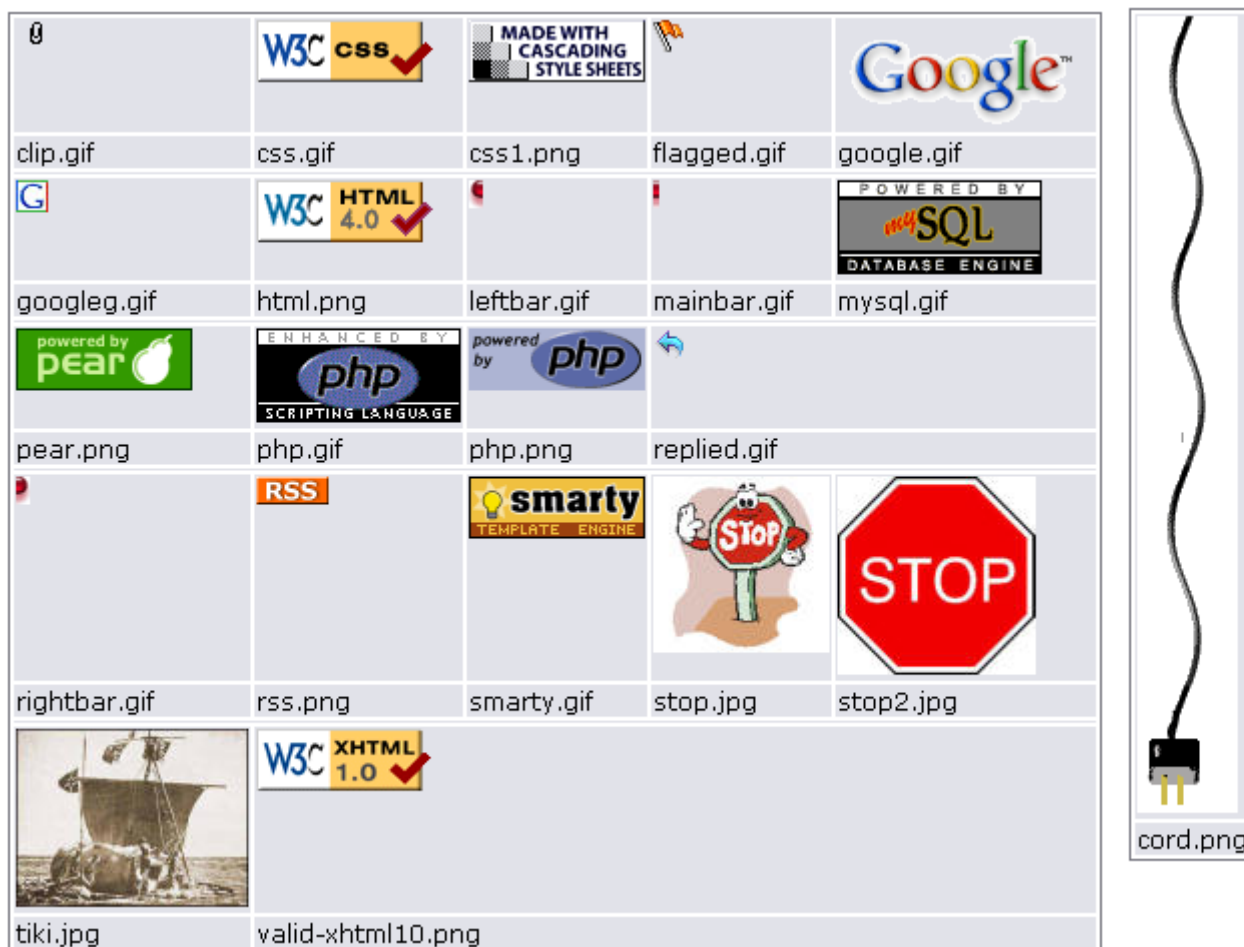 W3C css
MADE WITH
CASCADING
STYLE SHEETS
Google™
clip.gif
css.gif
css1.png
flagged.gif
google.gif
G
W3C HTML
4.0
POWERED BY
mySQL
DATABASE ENGINE
googleg.gif
html.png
leftbar.gif
mainbar.gif
mysql.gif
powered by
pear
ENHANCED BY
php
SCRIPTING LANGUAGE
powered
by php
pear.png
php.gif
php.png
replied.gif
RSS
smarty
TEMPLATE ENGINE
STOP
STOP
rightbar.gif
rss.png
smarty.gif
stop.jpg
stop2.jpg
W3C XHTML
1.0
tiki.jpg
valid-xhtml10.png
cord.png